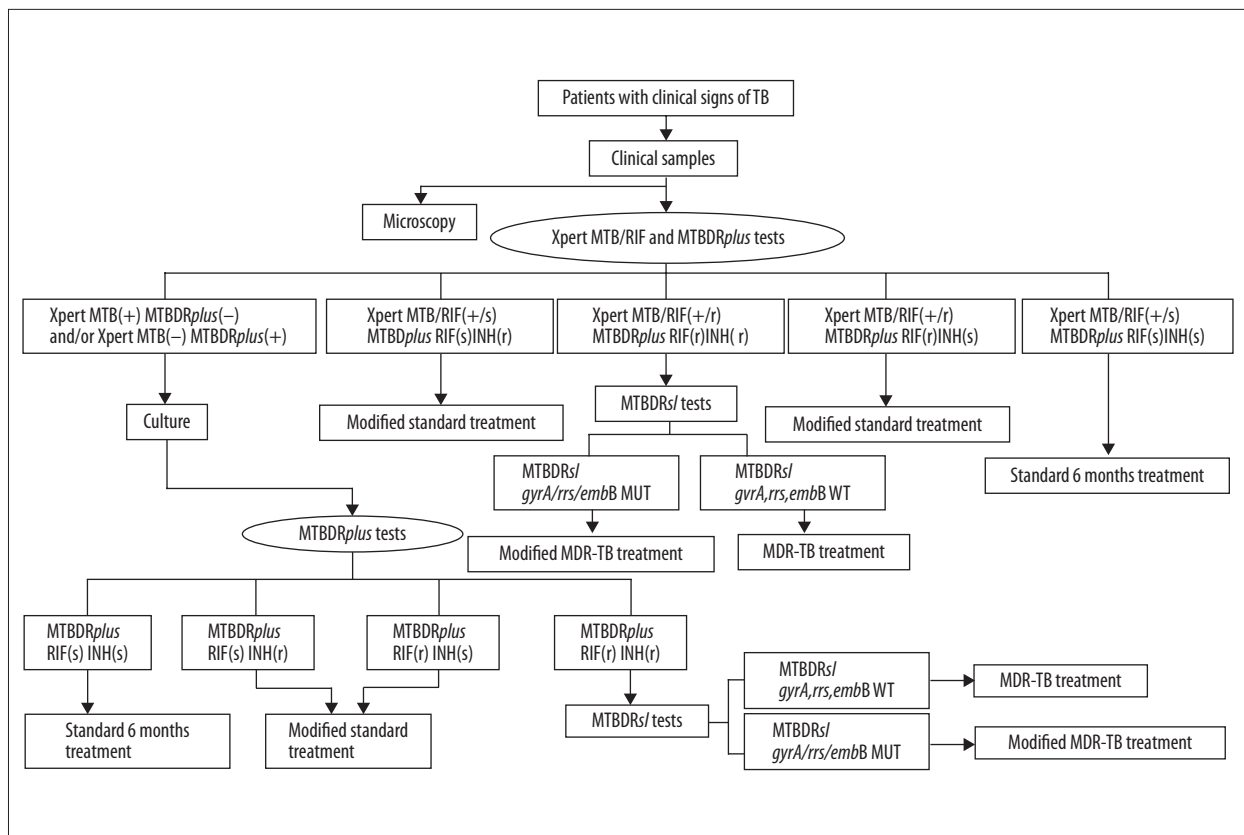 Patients with clinical signs of TB
Clinical samples
Microscopy
Xpert MTB/RIF and MTBDRplus tests
Xpert MTB(+) MTBDRplus(–)
and/or Xpert MTB(–) MTBDRplus(+)
Xpert MTB/RIF(+/s)
MTBDplus RIF(s)INH(r)
Xpert MTB/RIF(+/r)
MTBDRplus RIF(r)INH( r)
Xpert MTB/RIF(+/r)
MTBDRplus RIF(r)INH(s)
Xpert MTB/RIF(+/s)
MTBDRplus RIF(s)INH(s)
Culture
Modified standard treatment
MTBDRsl tests
Modified standard treatment
Standard 6 months treatment
MTBDRsl
gyrA/rrs/embB MUT
MTBDRsl
gvrA,rrs,embB WT
MTBDRplus tests
Modified MDR-TB treatment
MDR-TB treatment
MTBDRplus
RIF(s) INH(s)
MTBDRplus
RIF(s) INH(r)
MTBDRplus
RIF(r) INH(s)
MTBDRplus
RIF(r) INH(r)
Standard 6 months
treatment
Modified standard
treatment
MTBDRsl tests
MTBDRsl
gyrA,rrs,embB WT
MDR-TB treatment
MTBDRsl
gyrA/rrs/embB MUT
Modified MDR-TB treatment